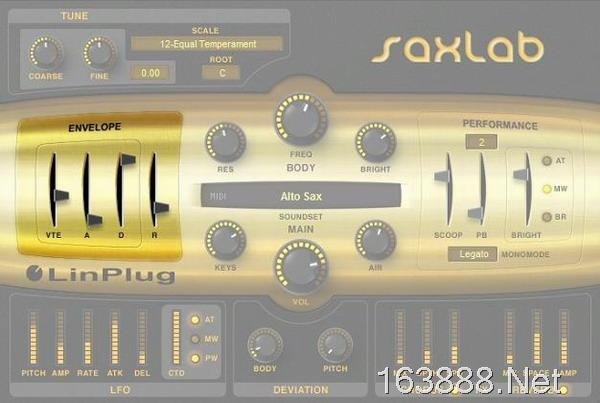 TUNE
SCALE
12-Equal Temperament
ROOT
COARSE FINE 0.00 C
saxLab
ENVELOPE
PERFORMANCE
2
FREQ
RES BODY BRIGHT
AT
MIDI Alto Sax
MW
SOUNDSET
BR
VTE A D R
MAIN
SCOOP PB BRIGHT
Legato MONOMODE
KEYS AIR
LinPlug
VOL
AT
MW
PW
PITCH AMP RATE ATK DEL CTD
BODY PITCH
SPACE
LFO DEVIATION
163888.Net